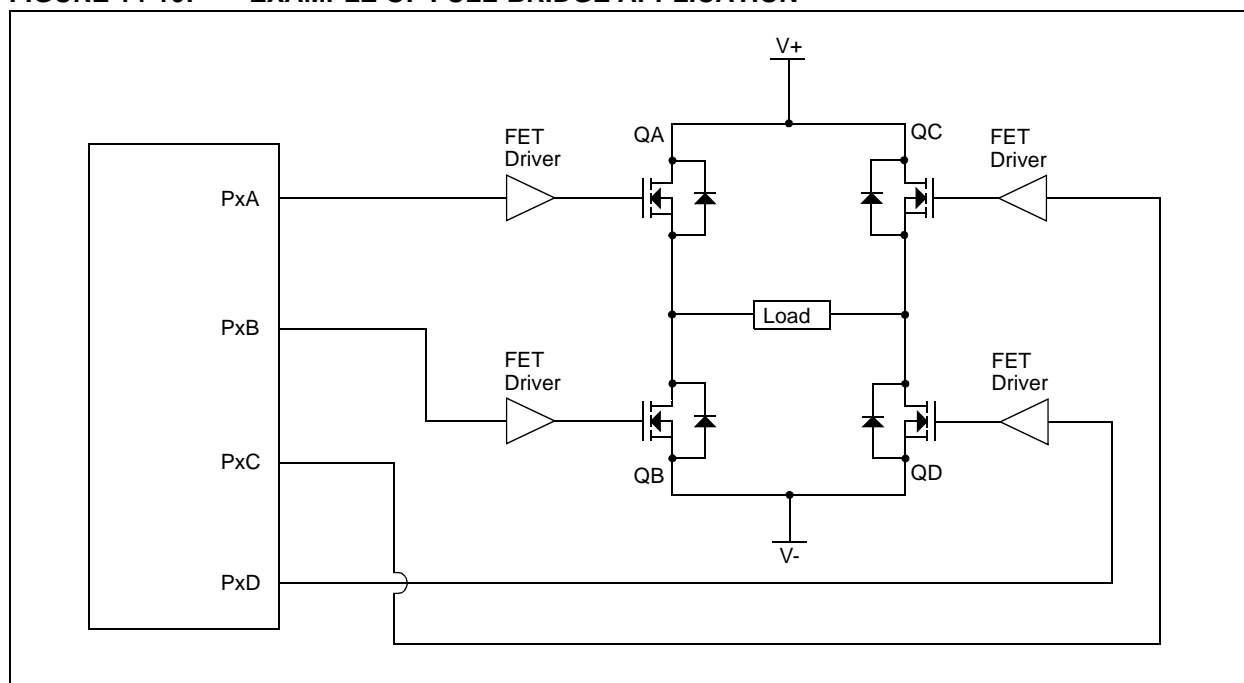 V+
QA
QC
FET
Driver
FET
Driver
PxA
PxB
Load
FET
Driver
FET
Driver
PxC
QB
QD
V-
PxD